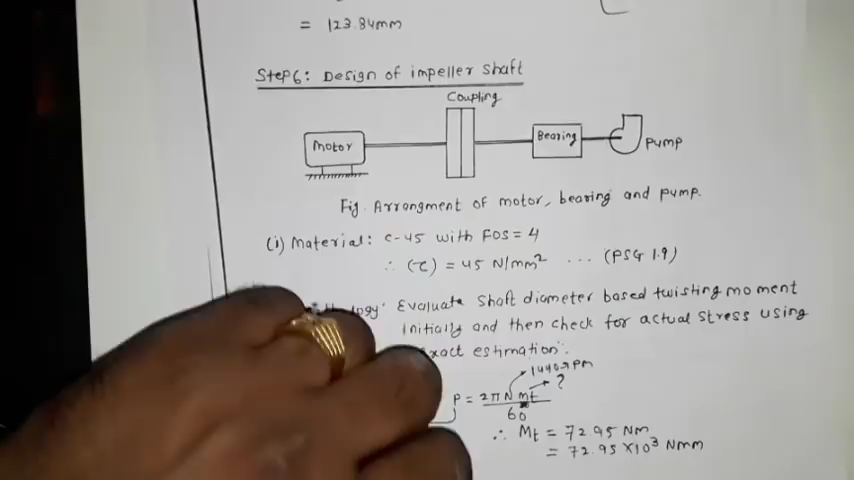 = 123.84mm
Step6: Design of impeller shaft
Coupling
Motor
Bearing
Pump
Fig. Arrangment of motor, bearing and pump.
(i) Material: C-45 with FOS = 4
∴ (τ) = 45 N/mm² ... (PSG 1.9)
Evaluate shaft diameter based twisting moment
initially and then check for actual stress using
exact estimation.
1440 rpm
P = 2πN mt / 60 ?
∴ Mt = 72.95 Nm
= 72.95 ×10³ Nmm